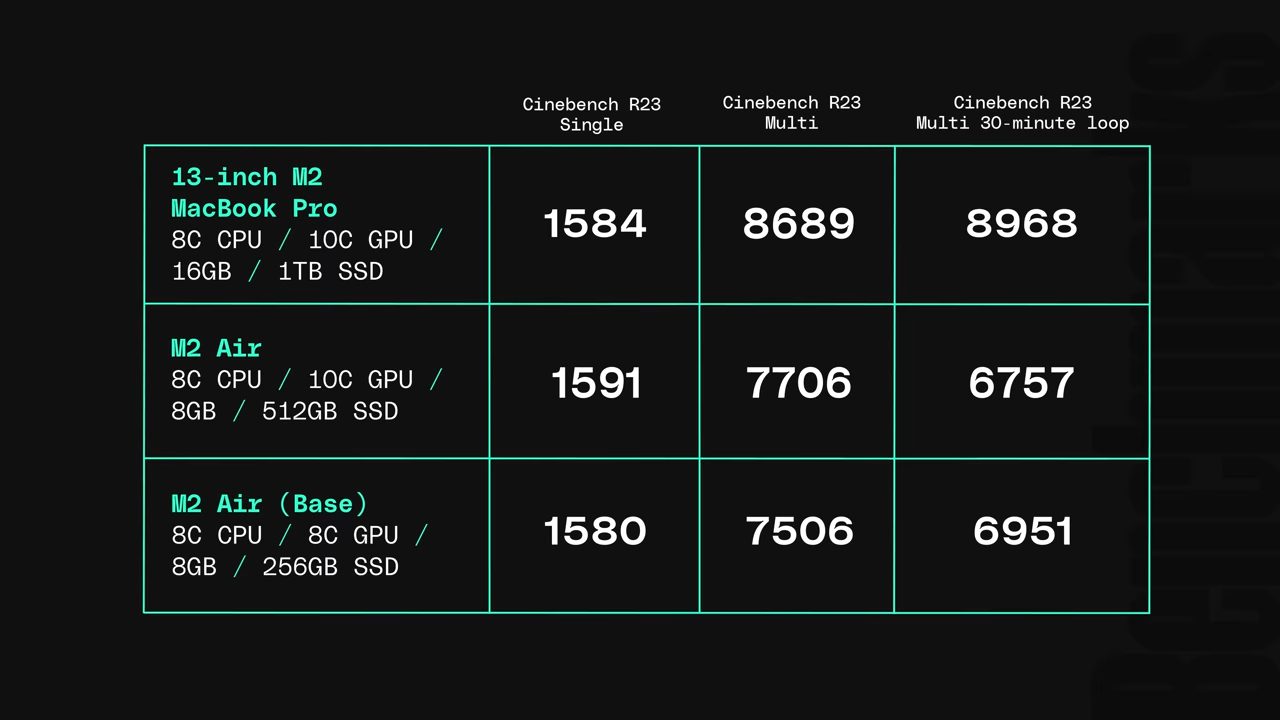 Cinebench R23
Single
Cinebench R23
Multi
Cinebench R23
Multi 30-minute loop
13-inch M2
MacBook Pro
8C CPU / 10C GPU /
16GB / 1TB SSD
1584
8689
8968
M2 Air
8C CPU / 10C GPU /
8GB / 512GB SSD
1591
7706
6757
M2 Air (Base)
8C CPU / 8C GPU /
8GB / 256GB SSD
1580
7506
6951
Benchmarks